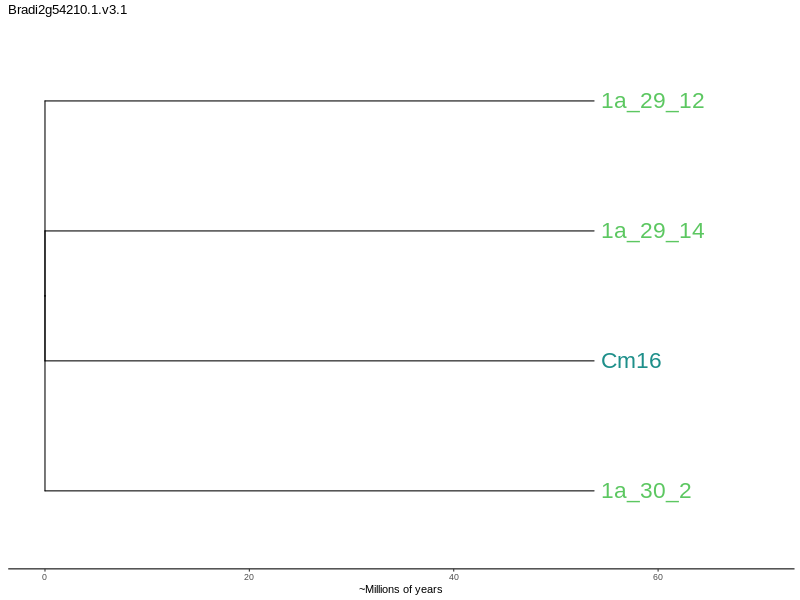 Bradi2g54210.1.v3.1
1a_29_12
1a_29_14
Cm16
1a_30_2
0 20 40 60
~Millions of years